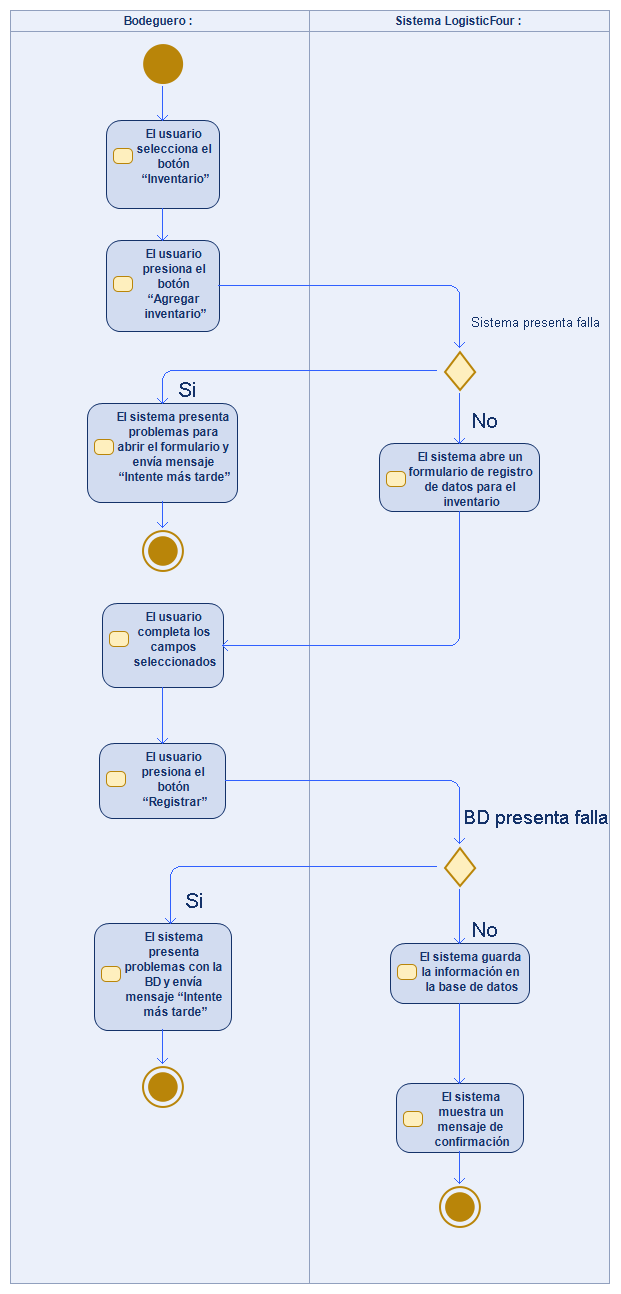 Bodeguero :
Sistema LogisticFour :
El usuario
selecciona el
botón
“Inventario”
El usuario
presiona el
botón
“Agregar
inventario”
Sistema presenta falla
Si
No
El sistema presenta
problemas para
abrir el formulario y
envía mensaje
“Intente más tarde”
El sistema abre un
formulario de registro
de datos para el
inventario
El usuario
completa los
campos
seleccionados
El usuario
presiona el
botón
“Registrar”
BD presenta falla
Si
No
El sistema
presenta
problemas con la
BD y envía
mensaje “Intente
más tarde”
El sistema guarda
la información en
la base de datos
El sistema
muestra un
mensaje de
confirmación